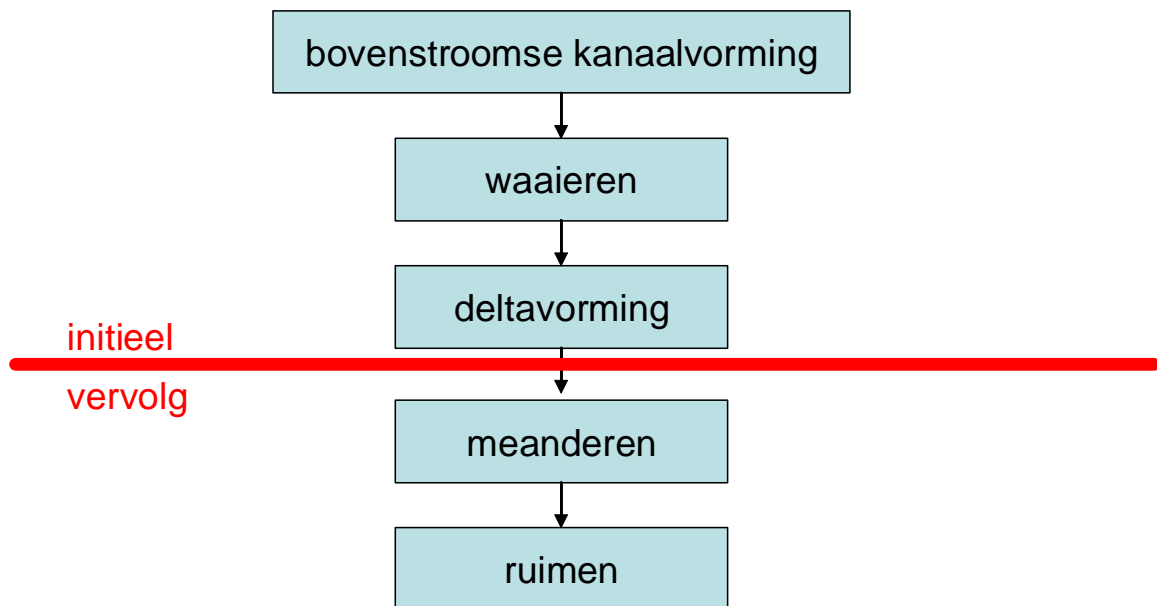 bovenstroomse kanaalvorming
waaieren
deltavorming
initieel
vervolg
meanderen
ruimen